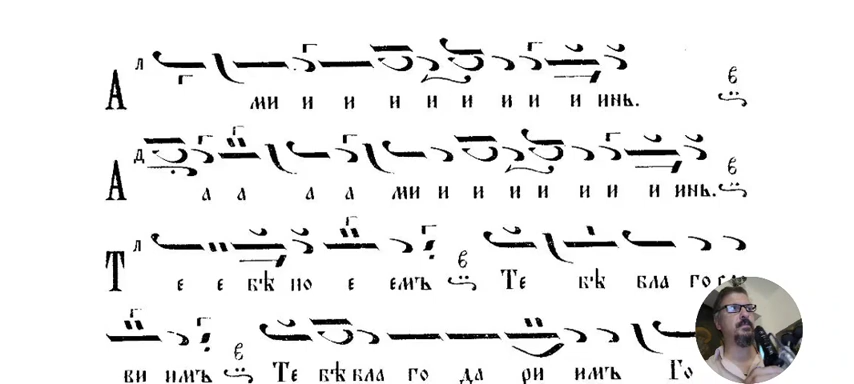 А л ми и и и и и и и и инь. в
А д а а а а ми и и и и и и и инь. в
Т л е е бѣ по е емъ в Те бѣ бла го
ви имъ в Те бѣ бла го да ри имъ Го